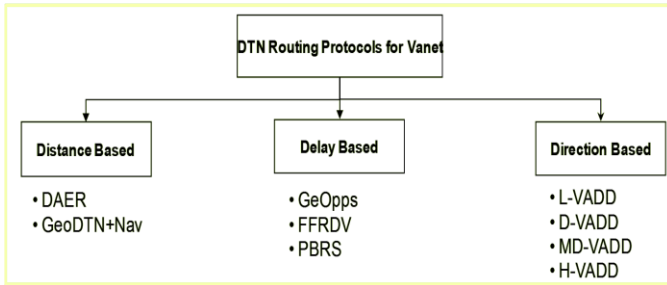 DTN Routing Protocols for Vanet
Distance Based
Delay Based
Direction Based
• DAER
• GeoDTN+Nav
• GeOpps
• FFRDV
• PBRS
• L-VADD
• D-VADD
• MD-VADD
• H-VADD